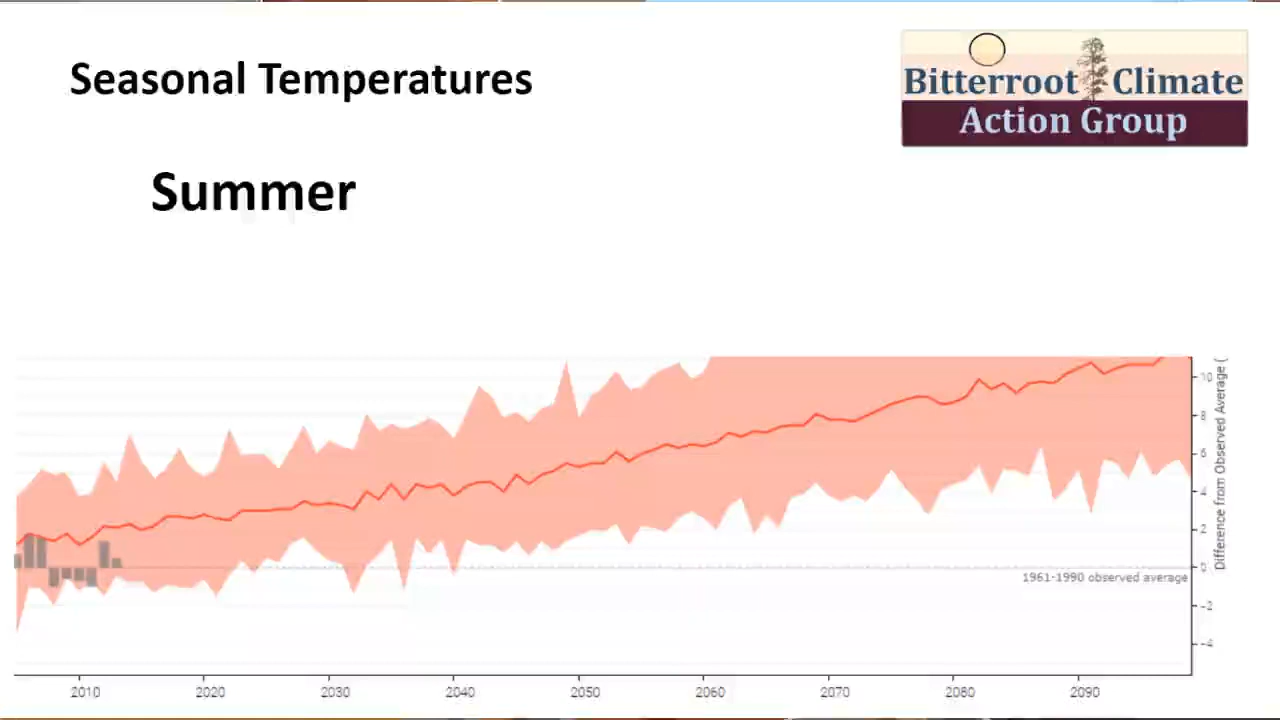 Seasonal Temperatures
Bitterroot Climate
Action Group
Summer
10
8
6
4
2
0
-2
-4
Difference from Observed Average (
1961-1990 observed average
2010 2020 2030 2040 2050 2060 2070 2080 2090